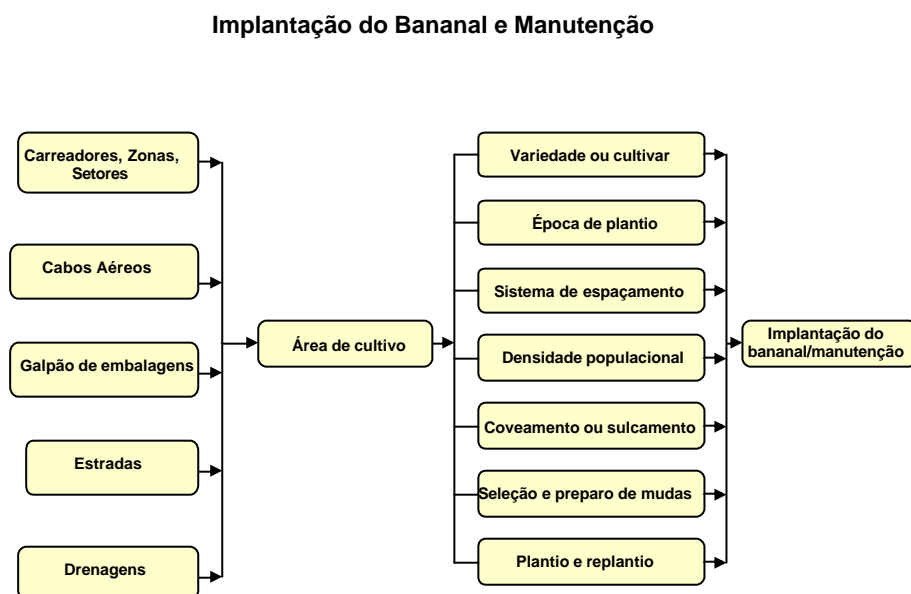 Implantação do Bananal e Manutenção
Carreadores, Zonas,
Setores
Cabos Aéreos
Galpão de embalagens
Estradas
Drenagens
Área de cultivo
Variedade ou cultivar
Época de plantio
Sistema de espaçamento
Densidade populacional
Coveamento ou sulcamento
Seleção e preparo de mudas
Plantio e replantio
Implantação do
bananal/manutenção